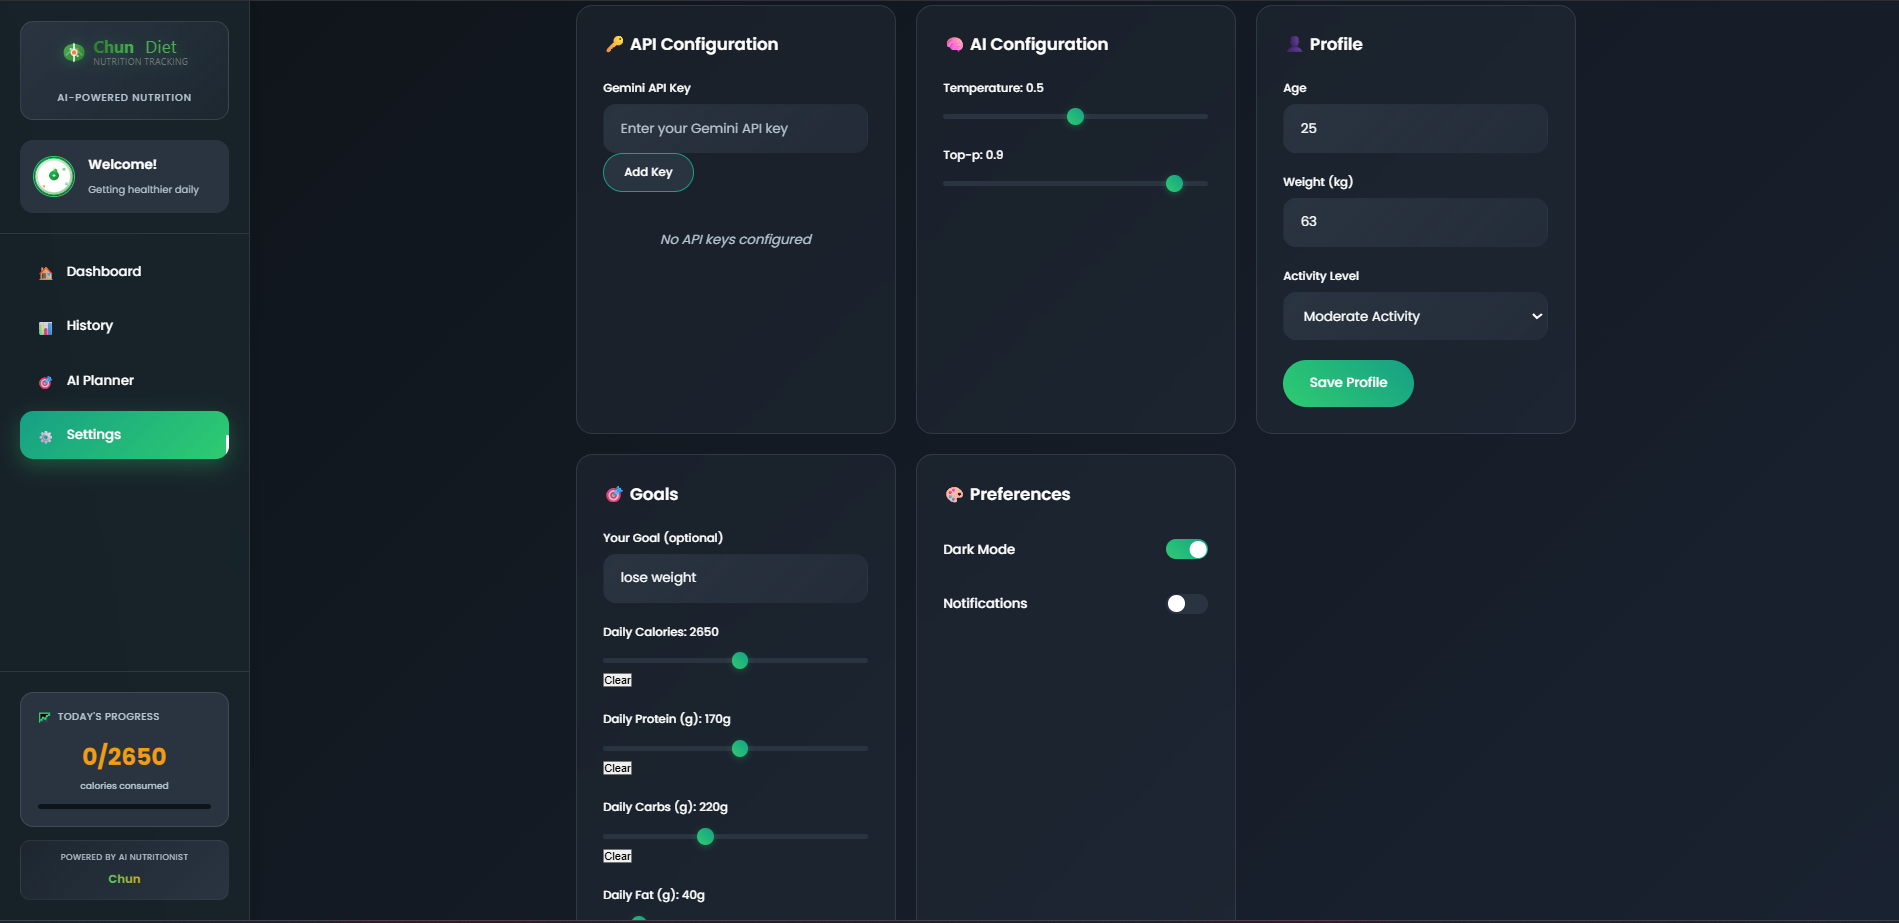 Chun Diet
NUTRITION TRACKING
AI-POWERED NUTRITION
Welcome!
Getting healthier daily
Dashboard
History
AI Planner
Settings
TODAY'S PROGRESS
0/2650
calories consumed
POWERED BY AI NUTRITIONIST
Chun
API Configuration
Gemini API Key
Enter your Gemini API key
Add Key
No API keys configured
AI Configuration
Temperature: 0.5
Top-p: 0.9
Profile
Age
25
Weight (kg)
63
Activity Level
Moderate Activity
Save Profile
Goals
Your Goal (optional)
lose weight
Daily Calories: 2650
Clear
Daily Protein (g): 170g
Clear
Daily Carbs (g): 220g
Clear
Daily Fat (g): 40g
Preferences
Dark Mode
Notifications